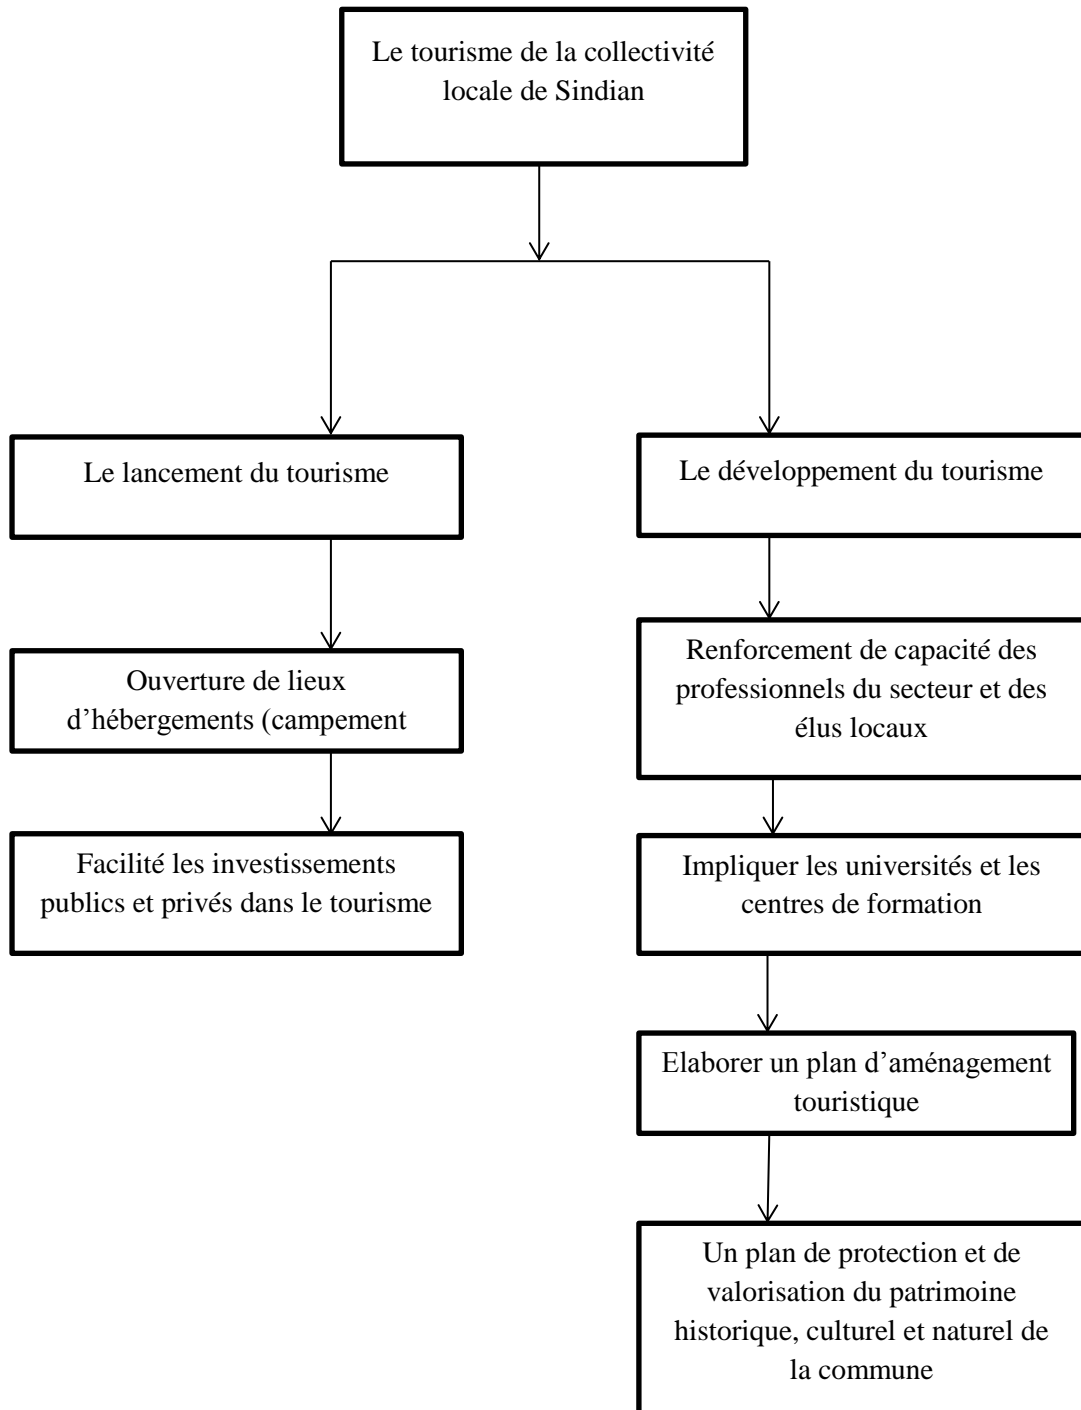 Le tourisme de la collectivité
locale de Sindian
Le lancement du tourisme
Le développement du tourisme
Ouverture de lieux
d’hébergements (campement
Renforcement de capacité des
professionnels du secteur et des
élus locaux
Facilité les investissements
publics et privés dans le tourisme
Impliquer les universités et les
centres de formation
Elaborer un plan d’aménagement
touristique
Un plan de protection et de
valorisation du patrimoine
historique, culturel et naturel de
la commune